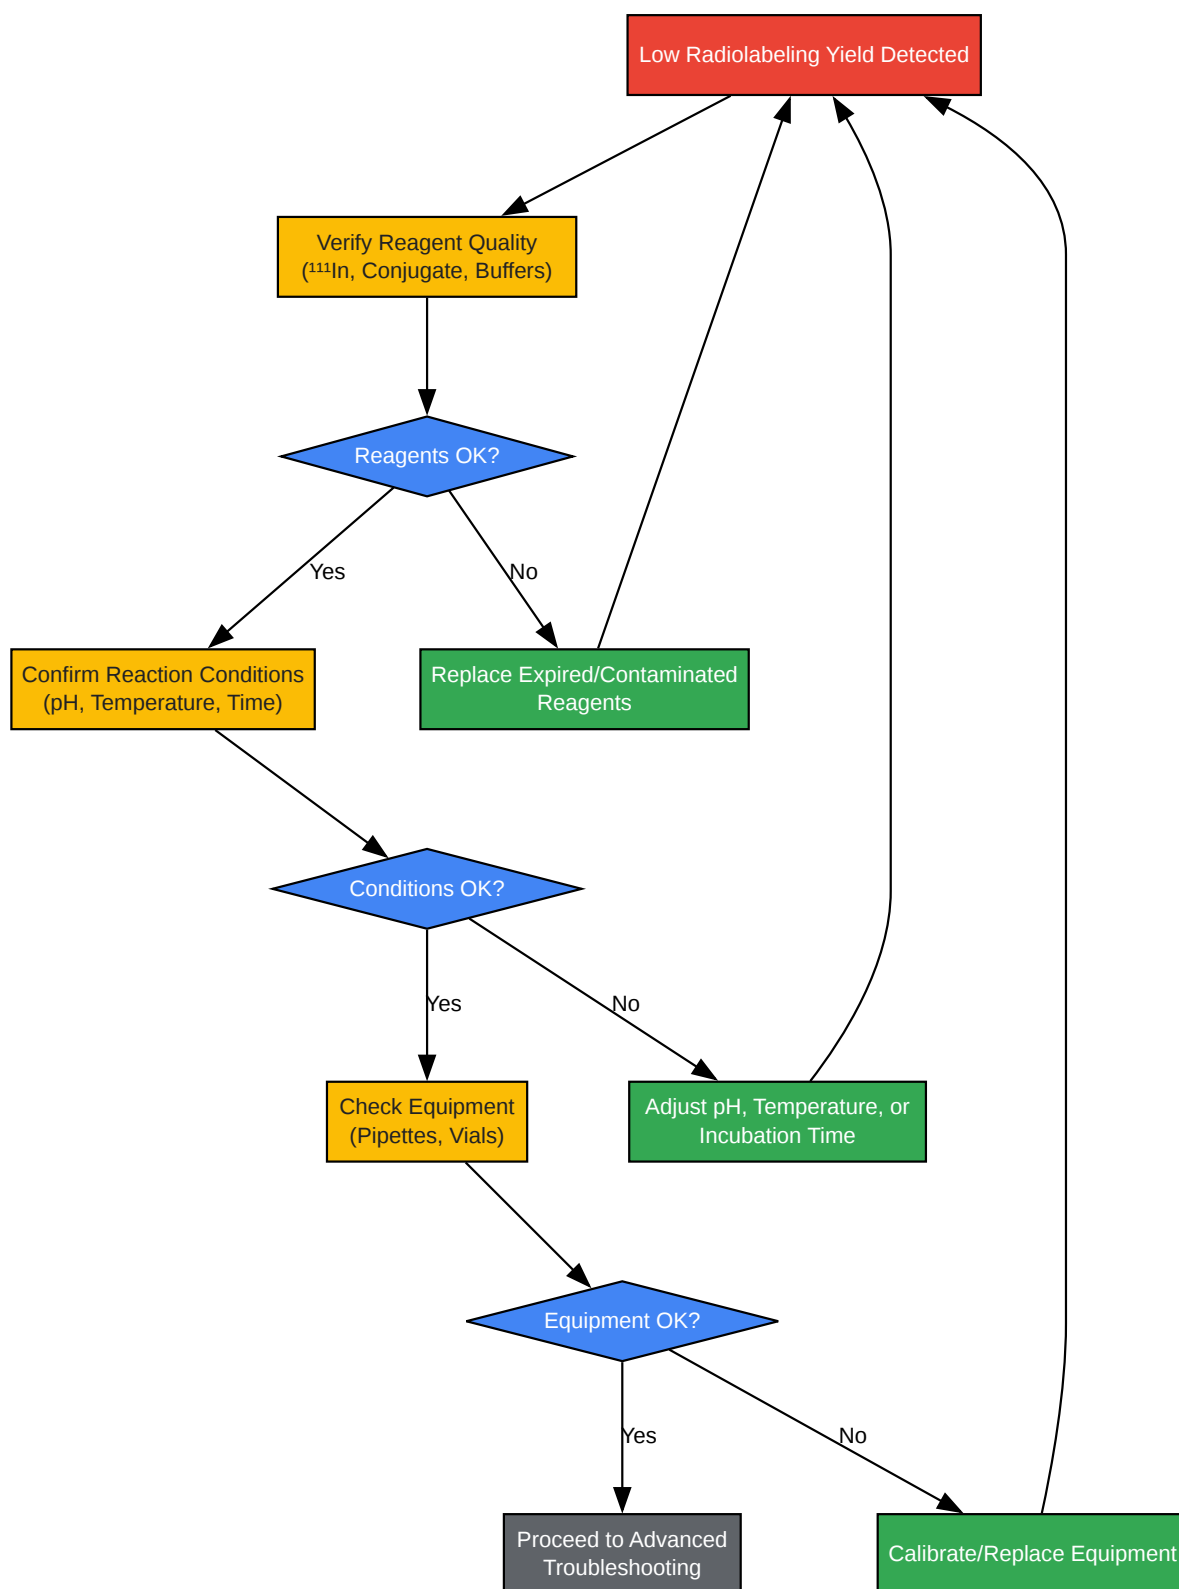 Low Radiolabeling Yield Detected
Verify Reagent Quality
(¹¹¹In, Conjugate, Buffers)
Reagents OK?
Yes
No
Confirm Reaction Conditions
(pH, Temperature, Time)
Replace Expired/Contaminated
Reagents
Conditions OK?
Yes
No
Check Equipment
(Pipettes, Vials)
Adjust pH, Temperature, or
Incubation Time
Equipment OK?
Yes
No
Proceed to Advanced
Troubleshooting
Calibrate/Replace Equipment